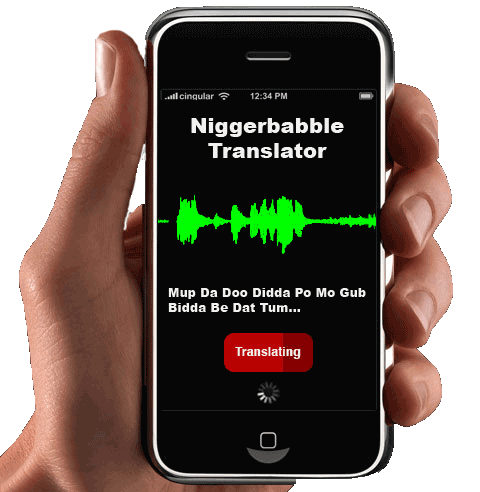 cingular 12:34 PM
Niggerbabble
Translator
Mup Da Doo Didda Po Mo Gub
Bidda Be Dat Tum...
Translating